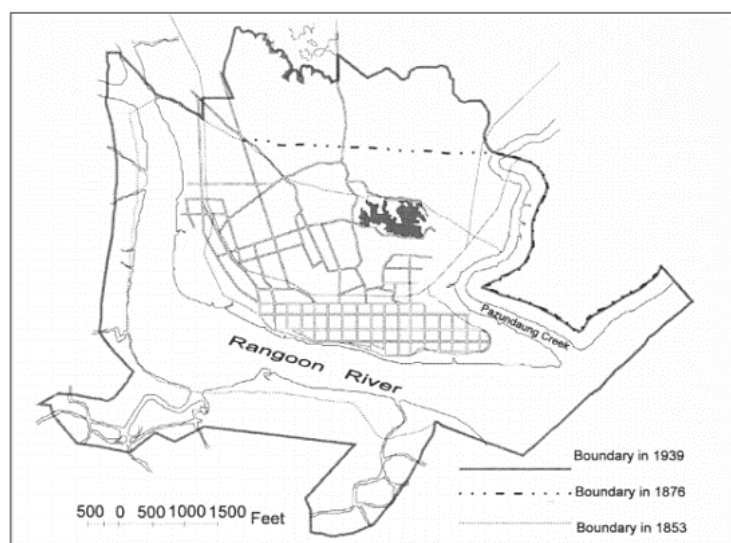 Pazundaung Creek
Rangoon River
Boundary in 1939
Boundary in 1876
500 0 500 1000 1500 Feet
Boundary in 1853